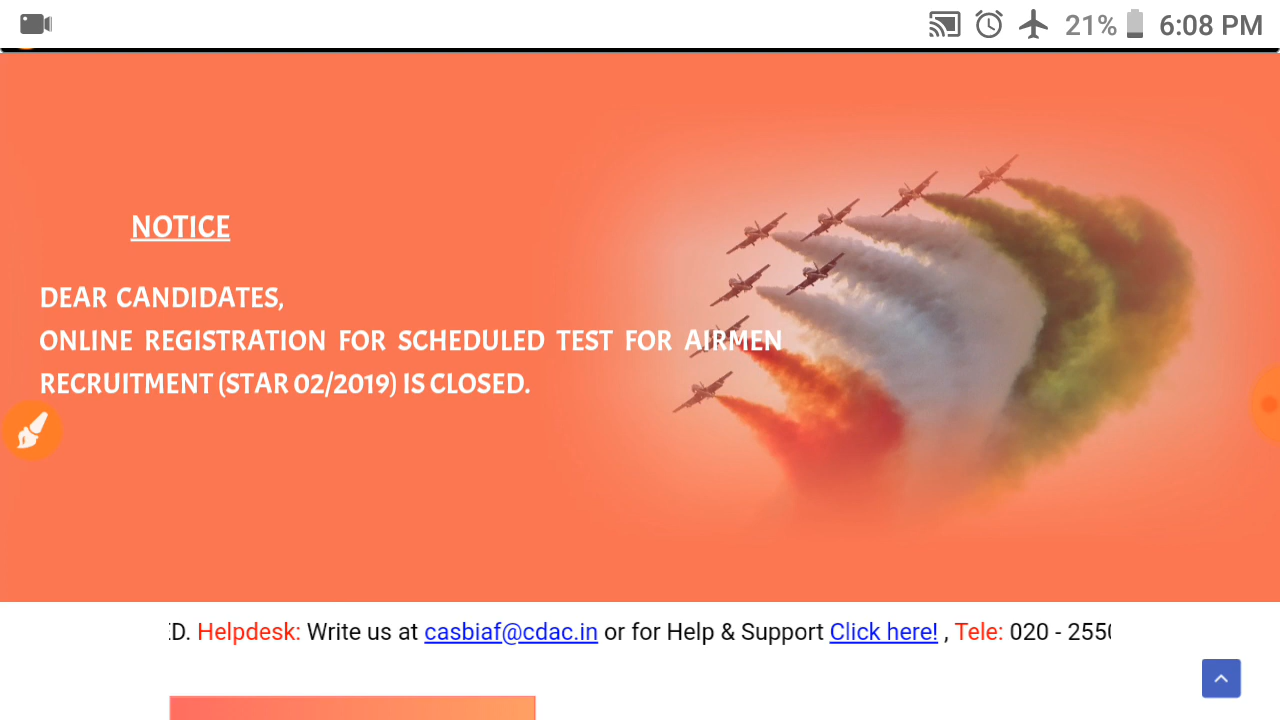 21% 6:08 PM
NOTICE
DEAR CANDIDATES,
ONLINE REGISTRATION FOR SCHEDULED TEST FOR AIRMEN
RECRUITMENT (STAR 02/2019) IS CLOSED.
D. Helpdesk: Write us at casbiaf@cdac.in or for Help & Support Click here! , Tele: 020 - 255